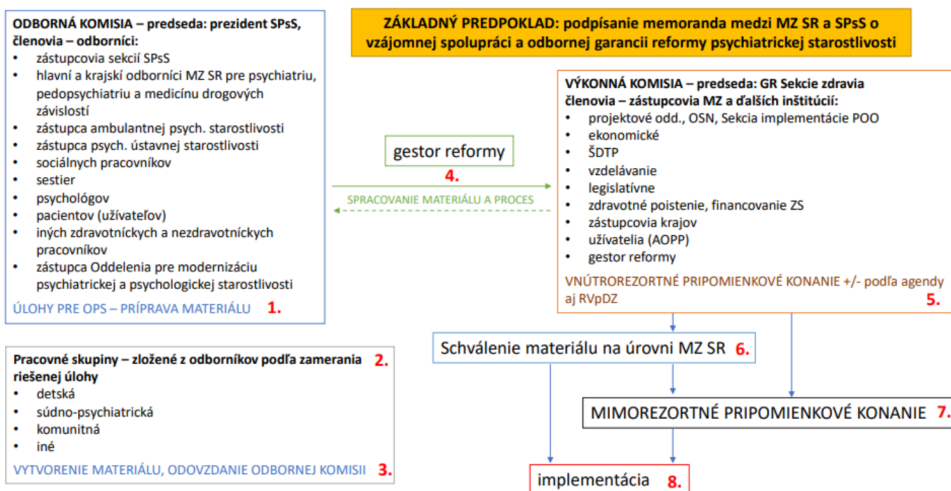 ODBORNÁ KOMISIA – predseda: prezident SPsS,
členovia – odborníci:
• zástupcovia sekcií SPsS
• hlavní a krajskí odborníci MZ SR pre psychiatriu,
pedopsychiatriu a medicínu drogových
závislostí
• zástupca ambulantnej psych. starostlivosti
• zástupca psych. ústavnej starostlivosti
• sociálnych pracovníkov
• sestier
• psychológov
• pacientov (užívateľov)
• iných zdravotníckych a nezdravotníckych
pracovníkov
• zástupca Oddelenia pre modernizáciu
psychiatrickej a psychologickej starostlivosti
ÚLOHY PRE OPS – PRÍPRAVA MATERIÁLU 1.
Pracovné skupiny – zložené z odborníkov podľa zamerania 2.
riešenej úlohy
• detská
• súdno-psychiatrická
• komunitná
• iné
VYTVORENIE MATERIÁLU, ODOVZDANIE ODBORNEJ KOMISII 3.
ZÁKLADNÝ PREDPOKLAD: podpísanie memoranda medzi MZ SR a SPsS o
vzájomnej spolupráci a odbornej garancii reformy psychiatrickej starostlivosti
gestor reformy
4.
SPRACOVANIE MATERIÁLU A PROCES
VÝKONNÁ KOMISIA – predseda: GR Sekcie zdravia
členovia – zástupcovia MZ a ďalších inštitúcií:
• projektové odd., OSN, Sekcia implementácie POO
• ekonomické
• ŠDTP
• vzdelávanie
• legislatívne
• zdravotné poistenie, financovanie ZS
• zástupcovia krajov
• užívatelia (AOPP)
• gestor reformy
VNÚTROREZORTNÉ PRIPOMIENKOVÉ KONANIE +/- podľa agendy
aj RVpDZ 5.
Schválenie materiálu na úrovni MZ SR 6.
MIMOREZORTNÉ PRIPOMIENKOVÉ KONANIE 7.
implementácia 8.